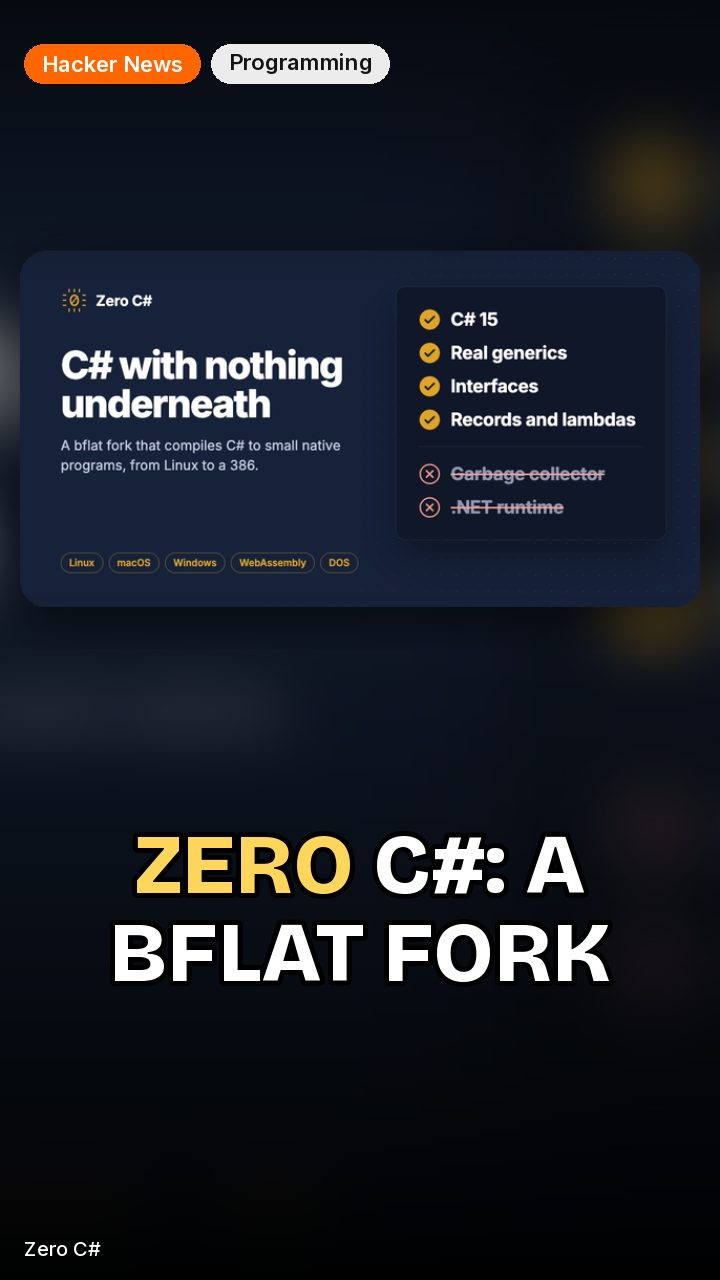 Hacker News
Programming
Zero C#
C# with nothing
underneath
A bflat fork that compiles C# to small native
programs, from Linux to a 386.
Linux
macOS
Windows
WebAssembly
DOS
C# 15
Real generics
Interfaces
Records and lambdas
Garbage collector
.NET runtime
ZERO C#: A
BFLAT FORK
Zero C#